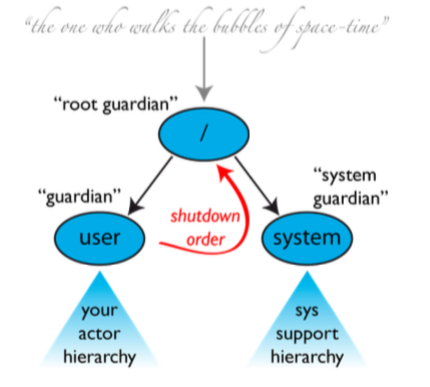 “the one who walks the bubbles of space-time”
“root guardian”
/
“system
guardian”
“guardian”
shutdown
order
user
system
your
actor
hierarchy
sys
support
hierarchy